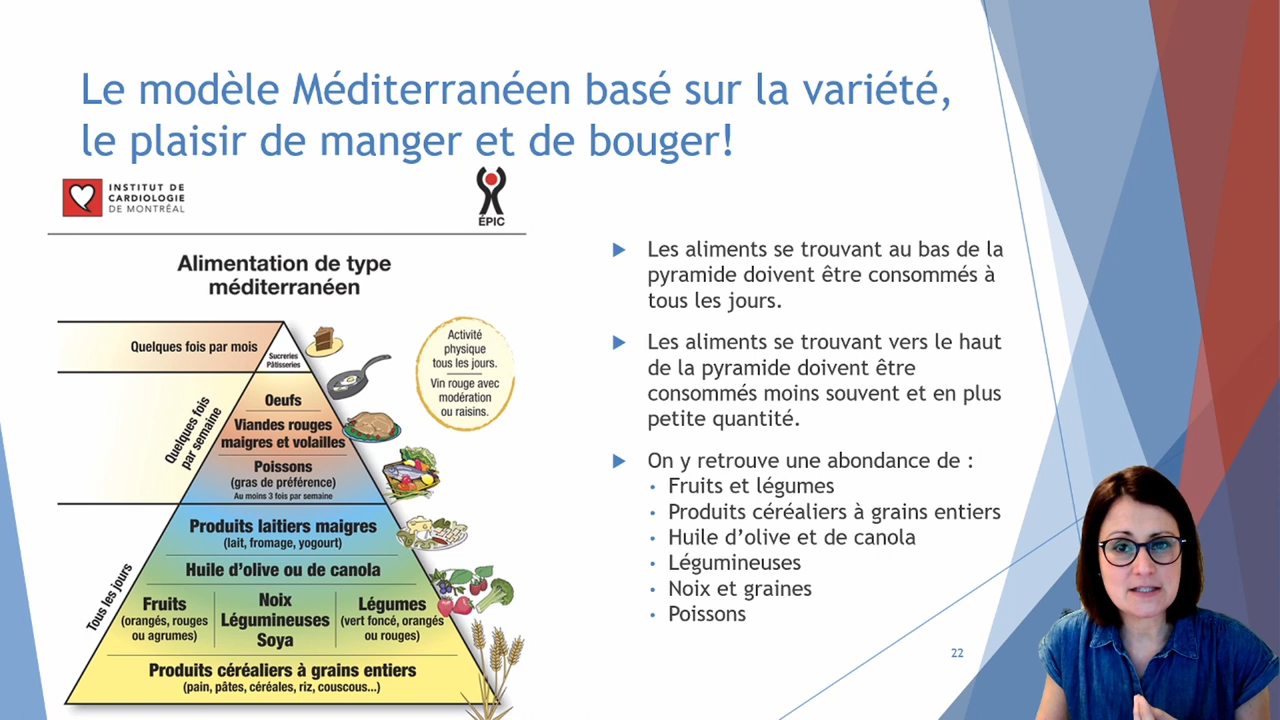 Le modèle Méditerranéen basé sur la variété,
le plaisir de manger et de bouger!
INSTITUT DE
CARDIOLOGIE
DE MONTRÉAL
ÉPIC
Alimentation de type
méditerranéen
Quelques fois par mois
Sucreries
Pâtisseries
Activité
physique
tous les jours.
Vin rouge avec
modération
ou raisins.
Quelques fois
par semaine
Oeufs
Viandes rouges
maigres et volailles
Poissons
(gras de préférence)
Au moins 3 fois par semaine
Tous les jours
Produits laitiers maigres
(lait, fromage, yogourt)
Huile d'olive ou de canola
Fruits
(orangés, rouges
ou agrumes)
Noix
Légumineuses
Soya
Légumes
(vert foncé, orangés
ou rouges)
Produits céréaliers à grains entiers
(pain, pâtes, céréales, riz, couscous...)
Les aliments se trouvant au bas de la
pyramide doivent être consommés à
tous les jours.
Les aliments se trouvant vers le haut
de la pyramide doivent être
consommés moins souvent et en plus
petite quantité.
On y retrouve une abondance de :
• Fruits et légumes
• Produits céréaliers à grains entiers
• Huile d'olive et de canola
• Légumineuses
• Noix et graines
• Poissons
22